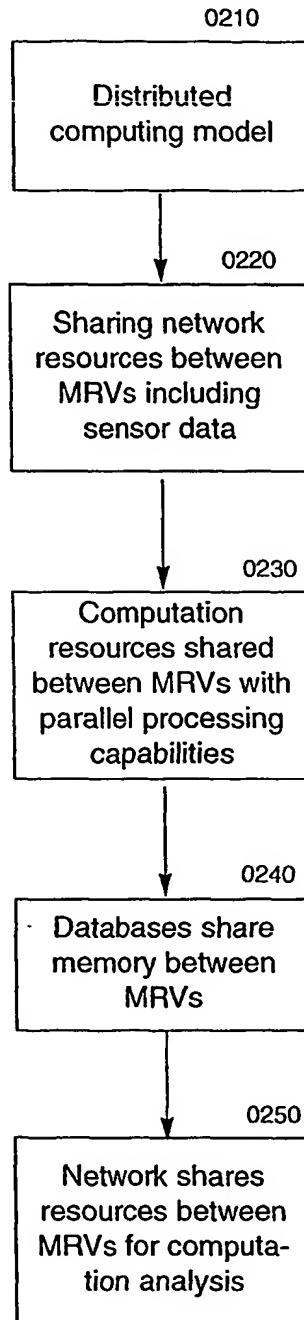 0210
Distributed
computing model
0220
Sharing network
resources between
MRVs including
sensor data
0230
Computation
resources shared
between MRVs with
parallel processing
capabilities
0240
Databases share
memory between
MRVs
0250
Network shares
resources between
MRVs for computa-
tion analysis